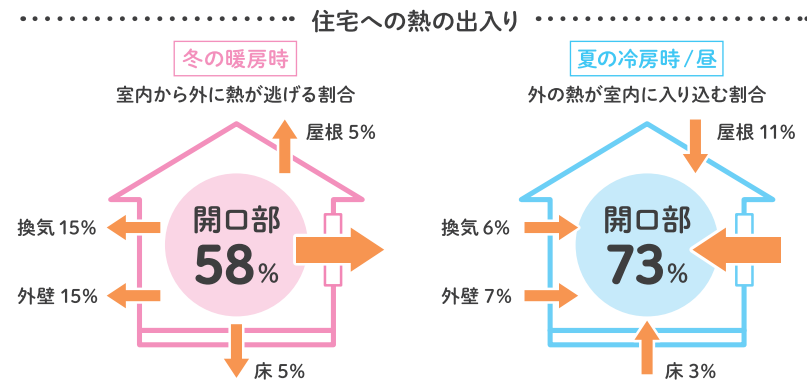 住宅への熱の出入り
冬の暖房時
室内から外に熱が逃げる割合
屋根 5%
換気 15%
開口部
58%
外壁 15%
床 5%
夏の冷房時/昼
外の熱が室内に入り込む割合
屋根 11%
換気 6%
開口部
73%
外壁 7%
床 3%